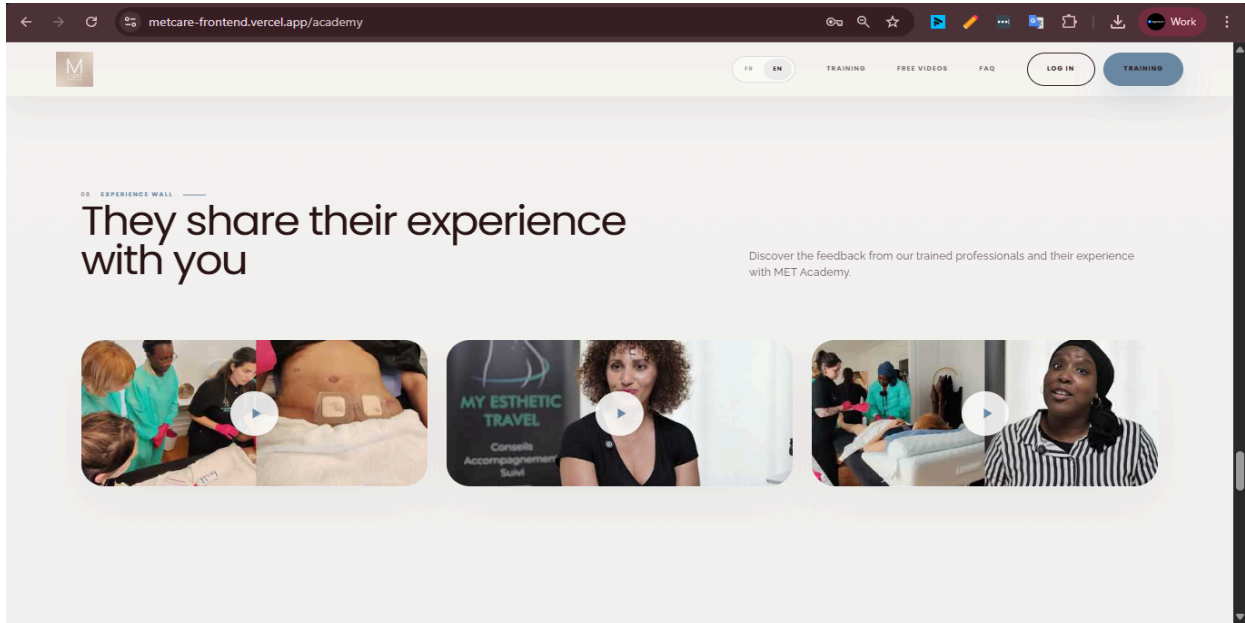 metcare-frontend.vercel.app/academy
Work
M
FR EN TRAINING FREE VIDEOS FAQ LOG IN TRAINING
08 EXPERIENCE WALL
They share their experience
with you
Discover the feedback from our trained professionals and their experience
with MET Academy.
MY ESTHETIC
TRAVEL
Conseils
Accompagnement
Suivi